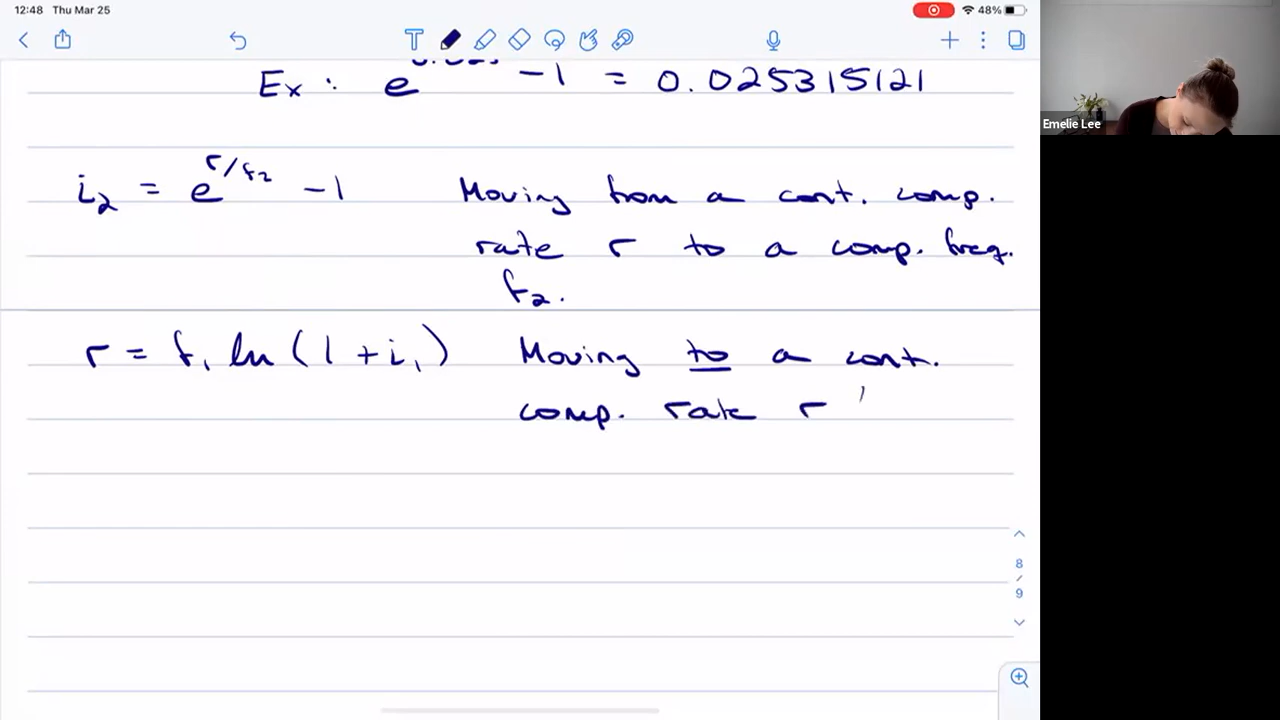 12:48 Thu Mar 25
48%
T
Ex : e -1 = 0.025315121
i₂ = e^(r/f₂) -1 Moving from a cont. comp.
rate r to a comp. freq.
f₂.
r = f₁ ln(1+i₁) Moving to a cont.
comp. rate r
8
/
9
Emelie Lee